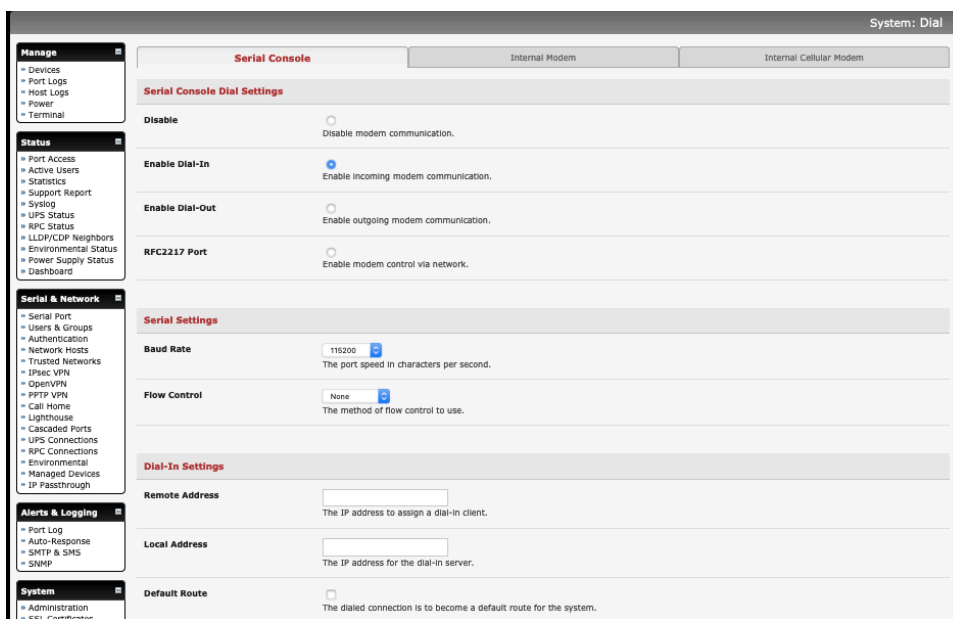 System: Dial
Manage
Devices
Port Logs
Host Logs
Power
Terminal
Status
Port Access
Active Users
Statistics
Support Report
Syslog
UPS Status
RPC Status
LLDP/CDP Neighbors
Environmental Status
Power Supply Status
Dashboard
Serial & Network
Serial Port
Users & Groups
Authentication
Network Hosts
Trusted Networks
IPsec VPN
OpenVPN
PPTP VPN
Call Home
Lighthouse
Cascaded Ports
UPS Connections
RPC Connections
Environmental
Managed Devices
IP Passthrough
Alerts & Logging
Port Log
Auto-Response
SMTP & SMS
SNMP
System
Administration
SSL Certificates
Serial Console
Internal Modem
Internal Cellular Modem
Serial Console Dial Settings
Disable
Disable modem communication.
Enable Dial-In
Enable incoming modem communication.
Enable Dial-Out
Enable outgoing modem communication.
RFC2217 Port
Enable modem control via network.
Serial Settings
Baud Rate
115200
The port speed in characters per second.
Flow Control
None
The method of flow control to use.
Dial-In Settings
Remote Address
The IP address to assign a dial-in client.
Local Address
The IP address for the dial-in server.
Default Route
The dialed connection is to become a default route for the system.